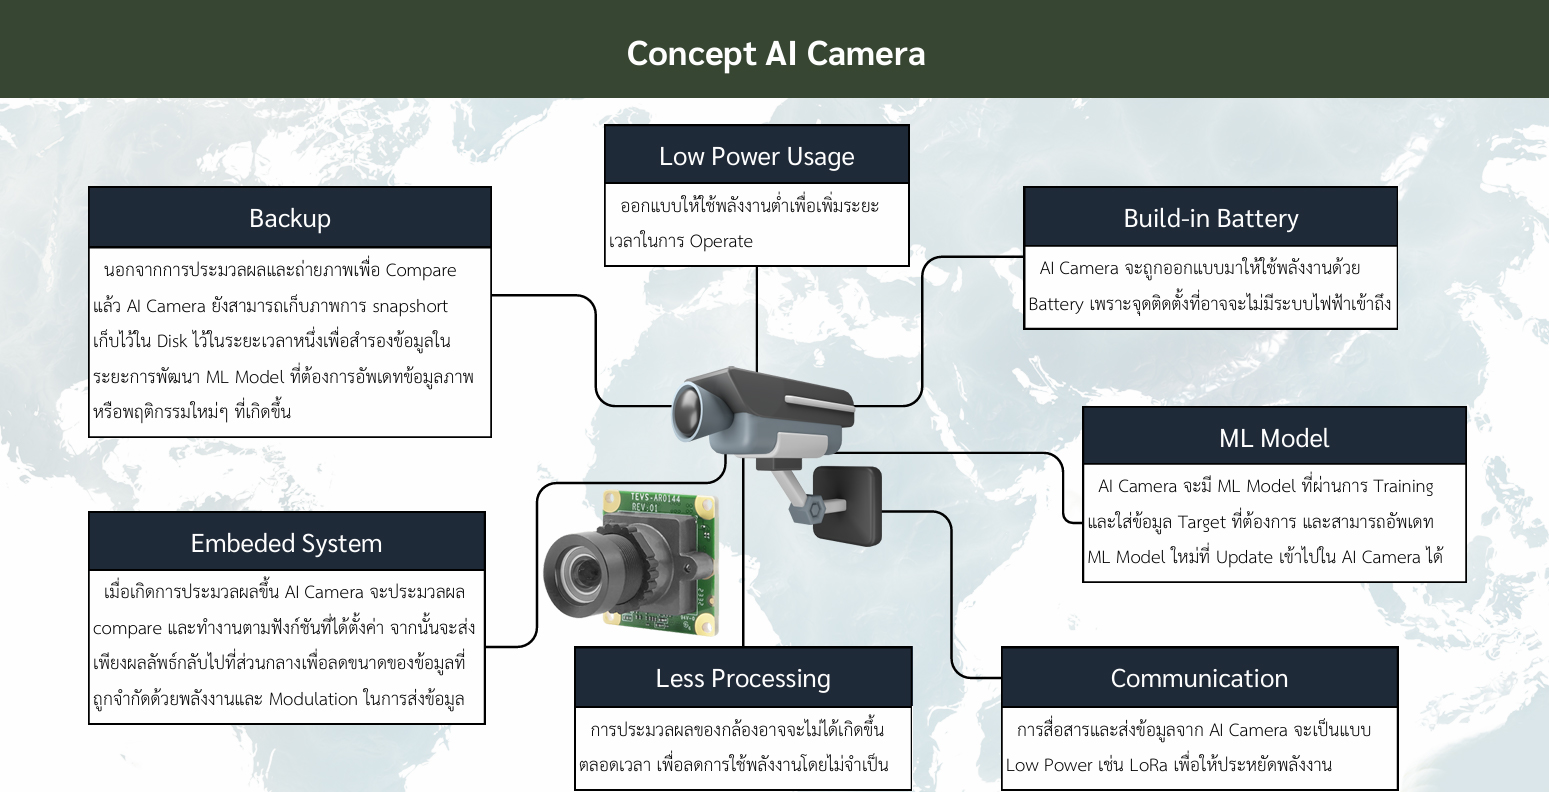 Concept AI Camera
Low Power Usage
ออกแบบให้ใช้พลังงานต่ำเพื่อเพิ่มระยะ
เวลาในการ Operate
Backup
นอกจากการประมวลผลและถ่ายภาพเพื่อ Compare
แล้ว AI Camera ยังสามารถเก็บภาพการ snapshort
เก็บไว้ใน Disk ไว้ในระยะเวลาหนึ่งเพื่อสำรองข้อมูลใน
ระยะการพัฒนา ML Model ที่ต้องการอัพเดทข้อมูลภาพ
หรือพฤติกรรมใหม่ๆ ที่เกิดขึ้น
Build-in Battery
AI Camera จะถูกออกแบบมาให้ใช้พลังงานด้วย
Battery เพราะจุดติดตั้งที่อาจจะไม่มีระบบไฟฟ้าเข้าถึง
ML Model
AI Camera จะมี ML Model ที่ผ่านการ Training
และใส่ข้อมูล Target ที่ต้องการ และสามารถอัพเดท
ML Model ใหม่ที่ Update เข้าไปใน AI Camera ได้
TEVS-AR0144
REV:01
Embeded System
เมื่อเกิดการประมวลผลขึ้น AI Camera จะประมวลผล
compare และทำงานตามฟังก์ชันที่ได้ตั้งค่า จากนั้นจะส่ง
เพียงผลลัพธ์กลับไปที่ส่วนกลางเพื่อลดขนาดของข้อมูลที่
ถูกจำกัดด้วยพลังงานและ Modulation ในการส่งข้อมูล
Less Processing
การประมวลผลของกล้องอาจจะไม่ได้เกิดขึ้น
ตลอดเวลา เพื่อลดการใช้พลังงานโดยไม่จำเป็น
Communication
การสื่อสารและส่งข้อมูลจาก AI Camera จะเป็นแบบ
Low Power เช่น LoRa เพื่อให้ประหยัดพลังงาน